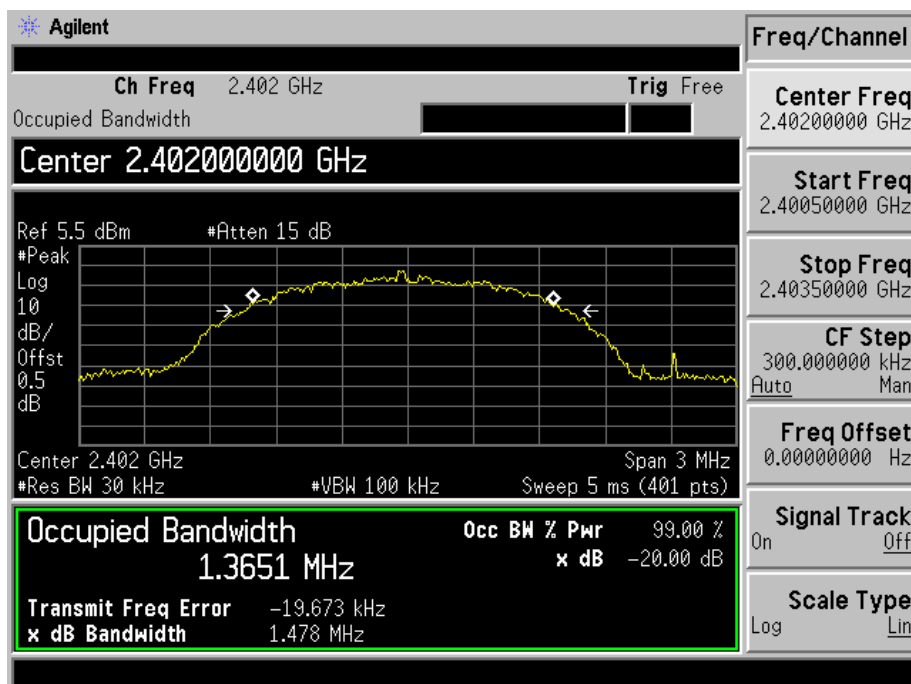 Agilent
Ch Freq 2.402 GHz Trig Free
Occupied Bandwidth
Center 2.402000000 GHz
Ref 5.5 dBm #Atten 15 dB
#Peak
Log
10
dB/
Offst
0.5
dB
Center 2.402 GHz Span 3 MHz
#Res BW 30 kHz #VBW 100 kHz Sweep 5 ms (401 pts)
Occupied Bandwidth Occ BW % Pwr 99.00 %
1.3651 MHz x dB -20.00 dB
Transmit Freq Error -19.673 kHz
x dB Bandwidth 1.478 MHz
Freq/Channel
Center Freq
2.40200000 GHz
Start Freq
2.40050000 GHz
Stop Freq
2.40350000 GHz
CF Step
300.000000 kHz
Auto Man
Freq Offset
0.00000000 Hz
Signal Track
On Off
Scale Type
Log Lin